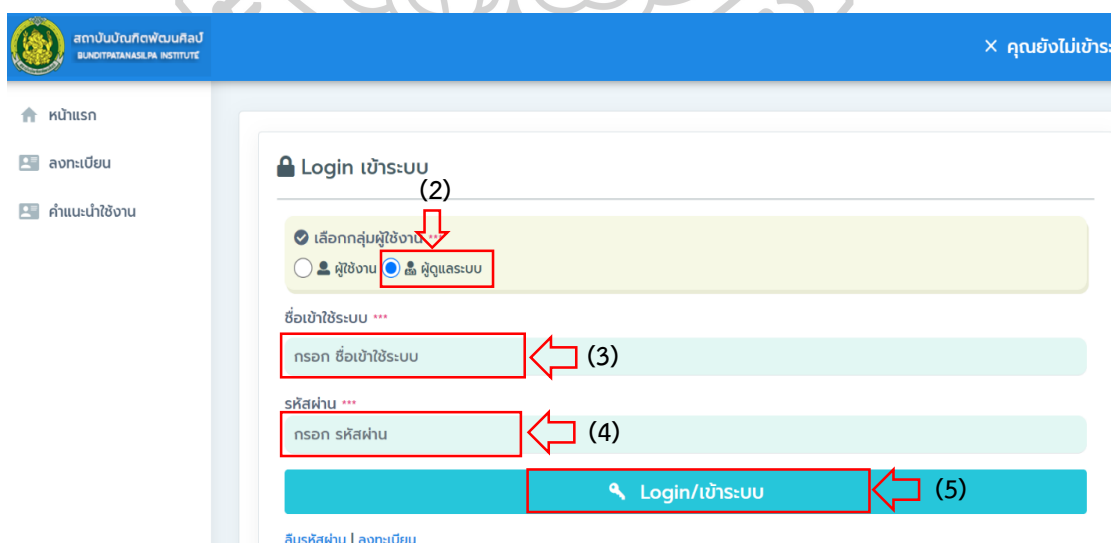 สถาบันบัณฑิตพัฒนศิลป์
BUNDITPATANASILPA INSTITUTE
× คุณยังไม่เข้าระ
หน้าแรก
ลงทะเบียน
คำแนะนำใช้งาน
Login เข้าระบบ
(2)
เลือกกลุ่มผู้ใช้งาน ***
ผู้ใช้งาน ผู้ดูแลระบบ
ชื่อเข้าใช้ระบบ ***
กรอก ชื่อเข้าใช้ระบบ (3)
รหัสผ่าน ***
กรอก รหัสผ่าน (4)
Login/เข้าระบบ (5)
ลืมรหัสผ่าน | ลงทะเบียน